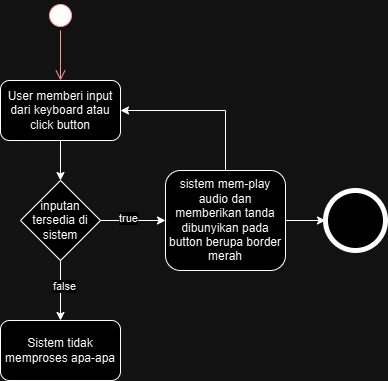 User memberi input
dari keyboard atau
click button
inputan
tersedia di
sistem
true
sistem mem-play
audio dan
memberikan tanda
dibunyikan pada
button berupa border
merah
false
Sistem tidak
memproses apa-apa